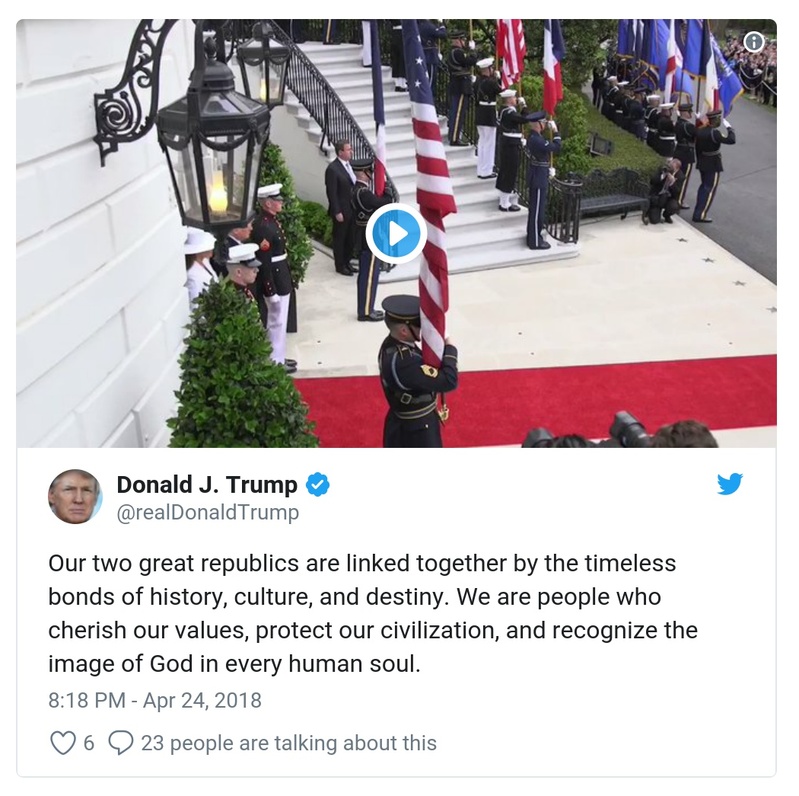 Donald J. Trump
@realDonaldTrump
Our two great republics are linked together by the timeless
bonds of history, culture, and destiny. We are people who
cherish our values, protect our civilization, and recognize the
image of God in every human soul.
8:18 PM - Apr 24, 2018
6 23 people are talking about this